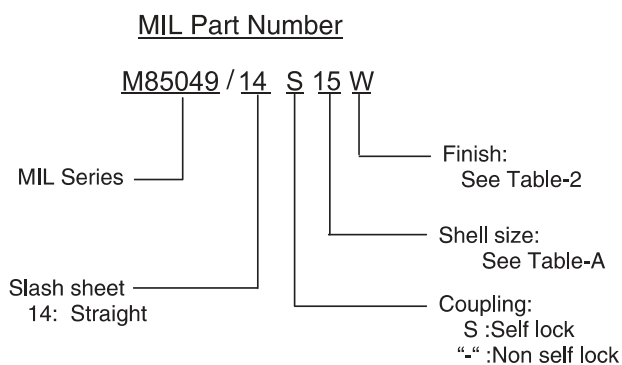 MIL Part Number
M85049 / 14 S 15 W
Finish:
See Table-2
MIL Series
Shell size:
See Table-A
Slash sheet
14: Straight
Coupling:
S :Self lock
“-“ :Non self lock